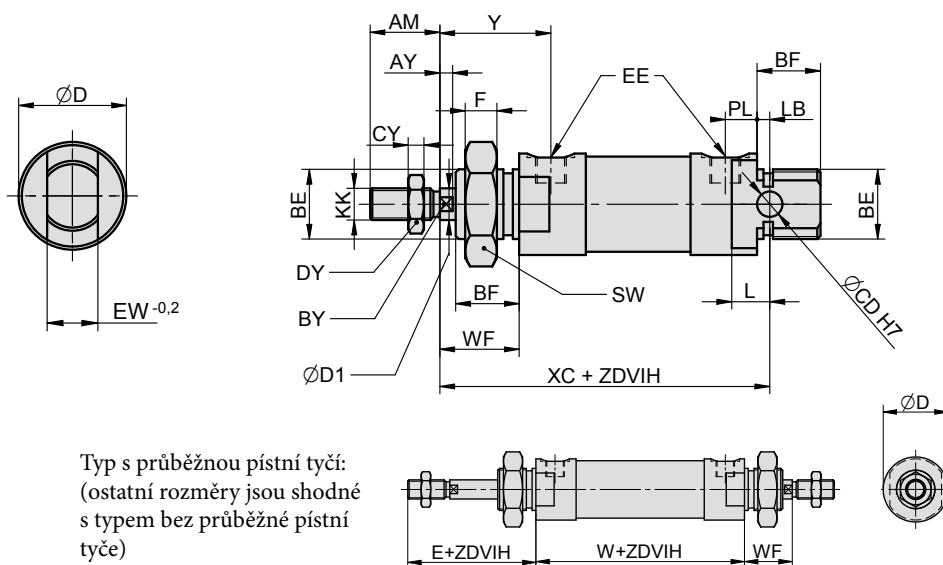 AM
Y
AY
BF
EE
F
PL
LB
ØD
CY
BE
KK
BE
DY
BF
SW
L
ØCD H7
EW -0,2
BY
WF
ØD1
XC + ZDVIH
ØD
Typ s průběžnou pístní tyčí:
(ostatní rozměry jsou shodné
s typem bez průběžné pístní
tyče)
E+ZDVIH
W+ZDVIH
WF